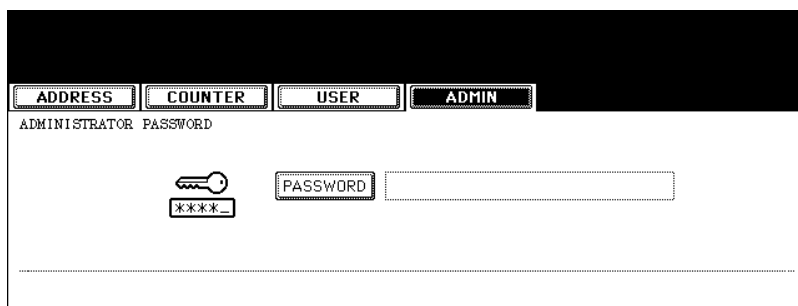 ADDRESS COUNTER USER ADMIN
ADMINISTRATOR PASSWORD
PASSWORD
****_